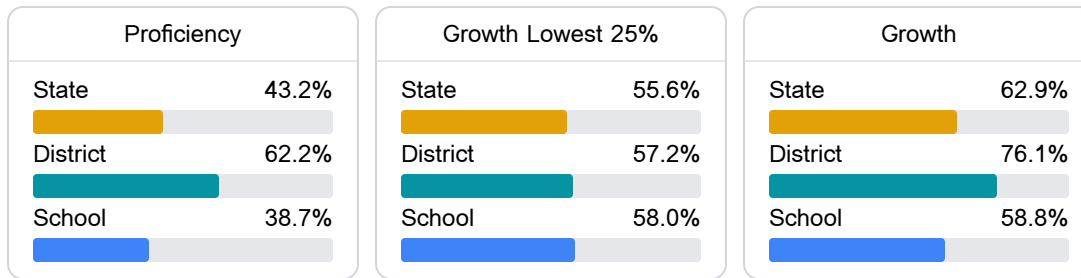 Proficiency
State 43.2%
District 62.2%
School 38.7%
Growth Lowest 25%
State 55.6%
District 57.2%
School 58.0%
Growth
State 62.9%
District 76.1%
School 58.8%